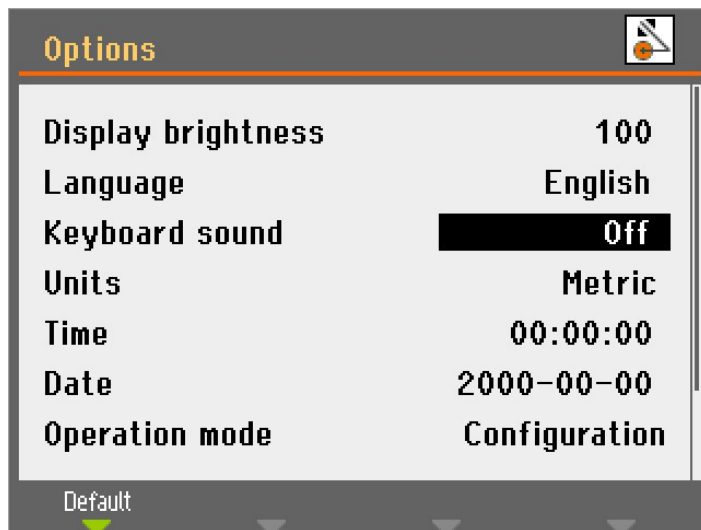 Options
Display brightness 100
Language English
Keyboard sound Off
Units Metric
Time 00:00:00
Date 2000-00-00
Operation mode Configuration
Default